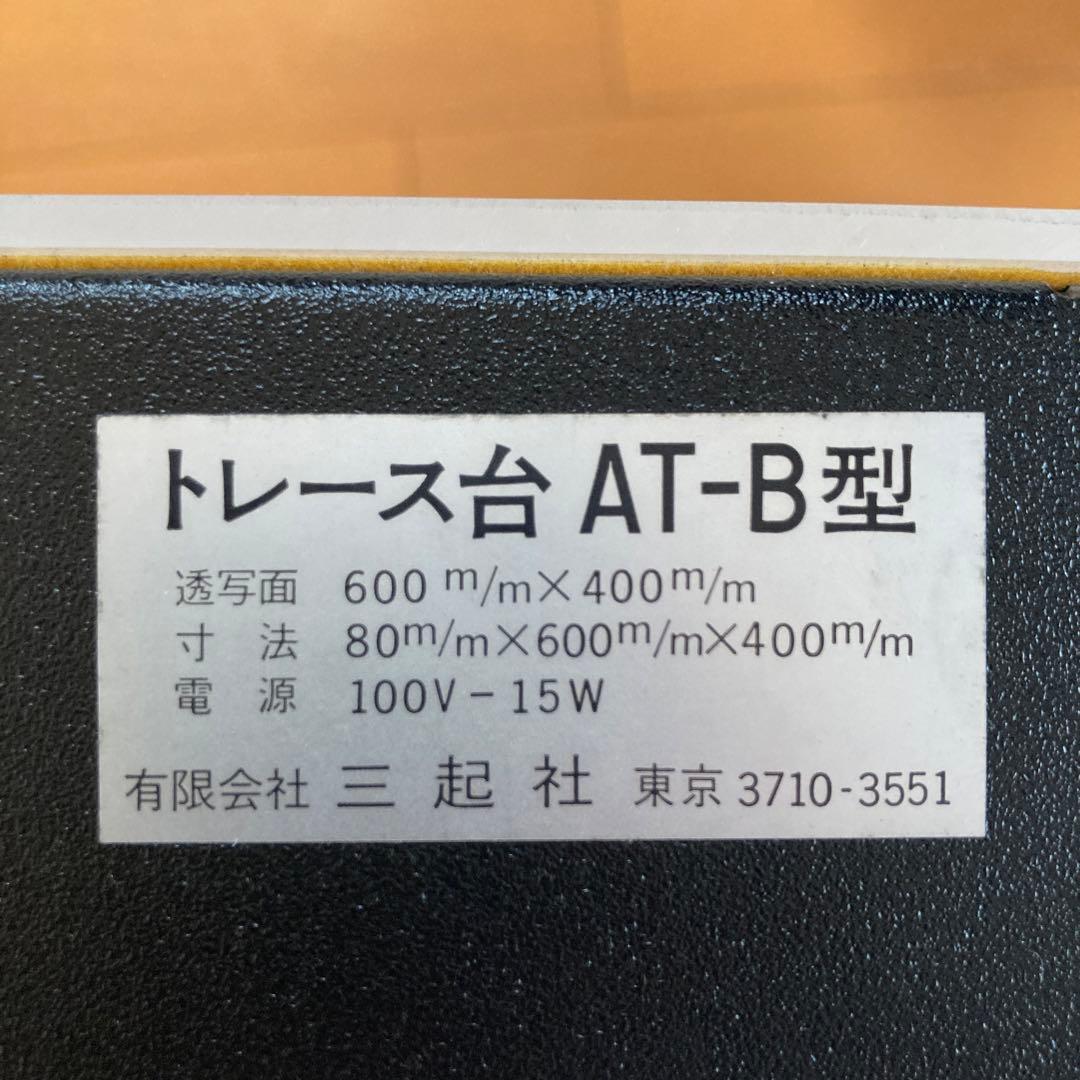 トレース台 AT-B型
透写面 600 m/m×400m/m
寸 法 80m/m×600m/m×400m/m
電 源 100V-15W
有限会社 三起社 東京 3710-3551